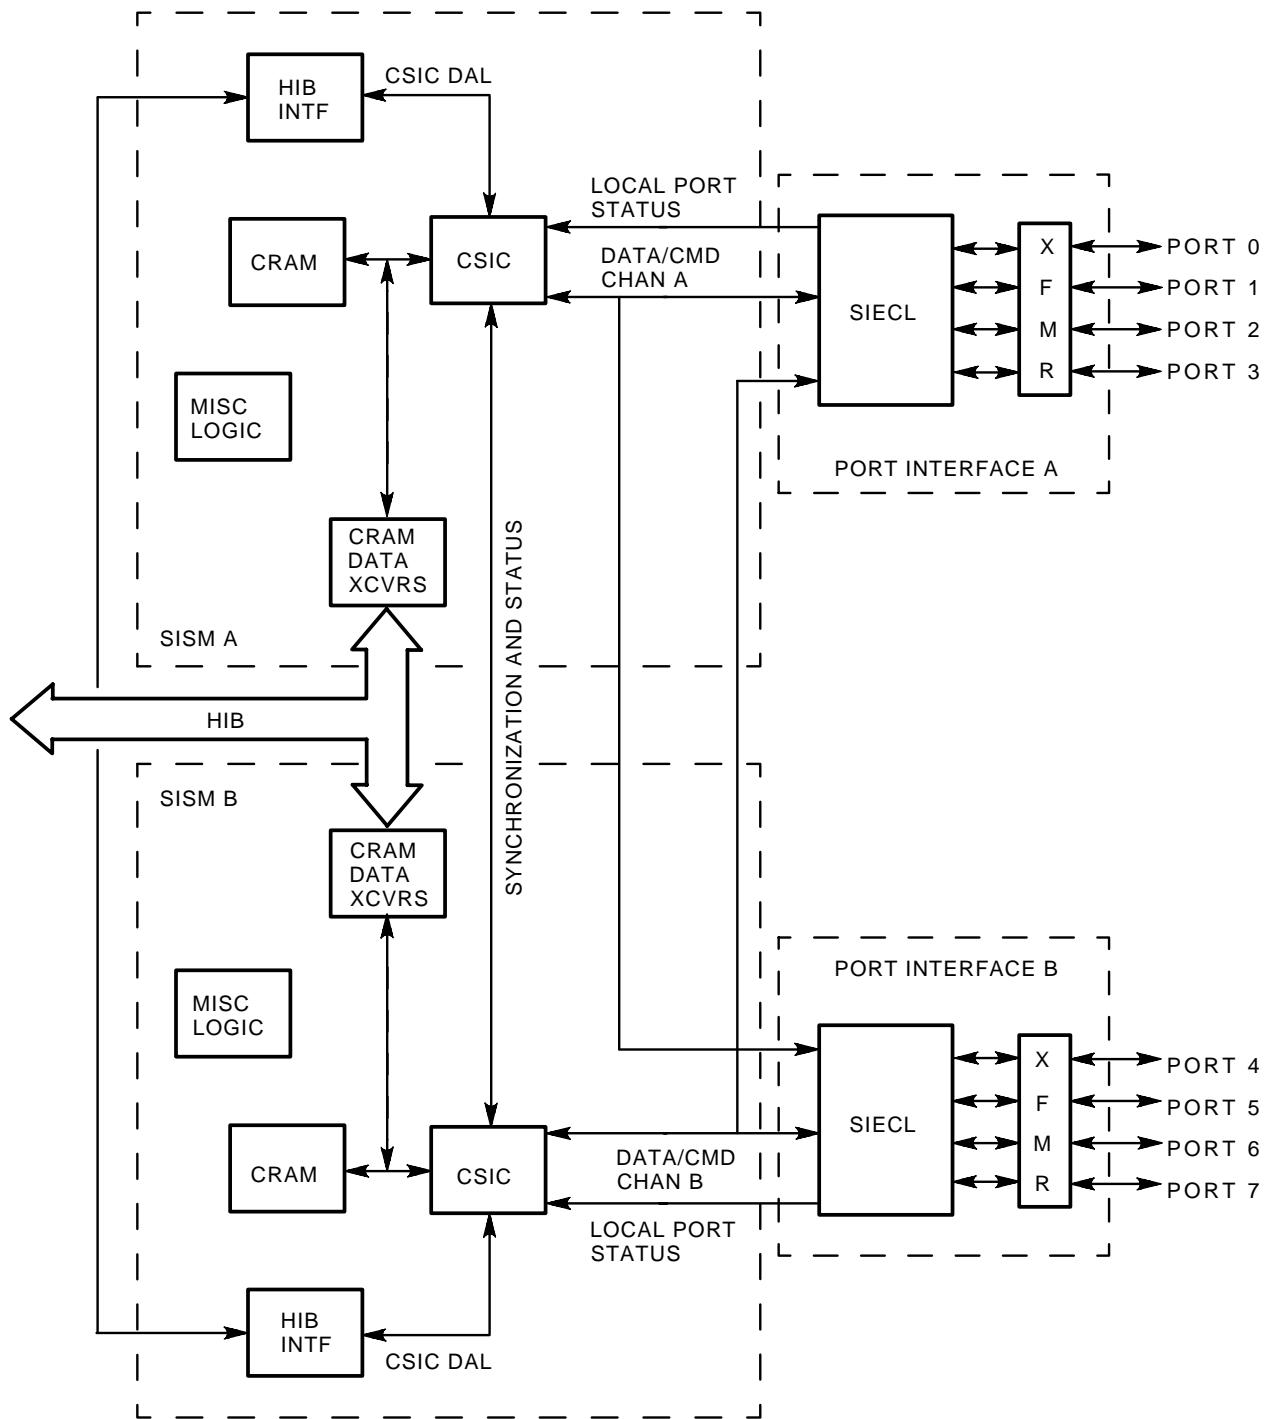 HIB
INTF
CSIC DAL
LOCAL PORT
STATUS
CRAM
CSIC
DATA/CMD
CHAN A
SIECL
X
F
M
R
PORT 0
PORT 1
PORT 2
PORT 3
MISC
LOGIC
PORT INTERFACE A
CRAM
DATA
XCVRS
SISM A
SYNCHRONIZATION AND STATUS
HIB
SISM B
CRAM
DATA
XCVRS
PORT INTERFACE B
MISC
LOGIC
SIECL
X
F
M
R
PORT 4
PORT 5
PORT 6
PORT 7
CRAM
CSIC
DATA/CMD
CHAN B
LOCAL PORT
STATUS
HIB
INTF
CSIC DAL